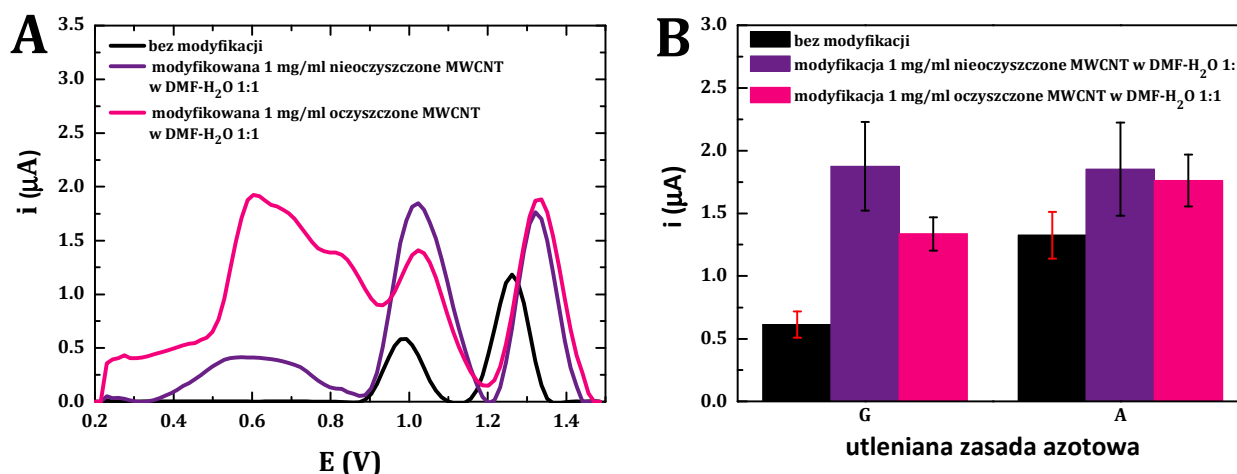 A
3.5
3.0
2.5
2.0
1.5
1.0
0.5
0.0
i (µA)
bez modyfikacji
modyfikowana 1 mg/ml nieoczyszczone MWCNT
w DMF-H₂O 1:1
modyfikowana 1 mg/ml oczyszczone MWCNT
w DMF-H₂O 1:1
0.2 0.4 0.6 0.8 1.0 1.2 1.4
E (V)
B
3.0
2.5
2.0
1.5
1.0
0.5
0.0
i (µA)
bez modyfikacji
modyfikacja 1 mg/ml nieoczyszczone MWCNT w DMF-H₂O 1:
modyfikacja 1 mg/ml oczyszczone MWCNT w DMF-H₂O 1:1
G A
utleniana zasada azotowa